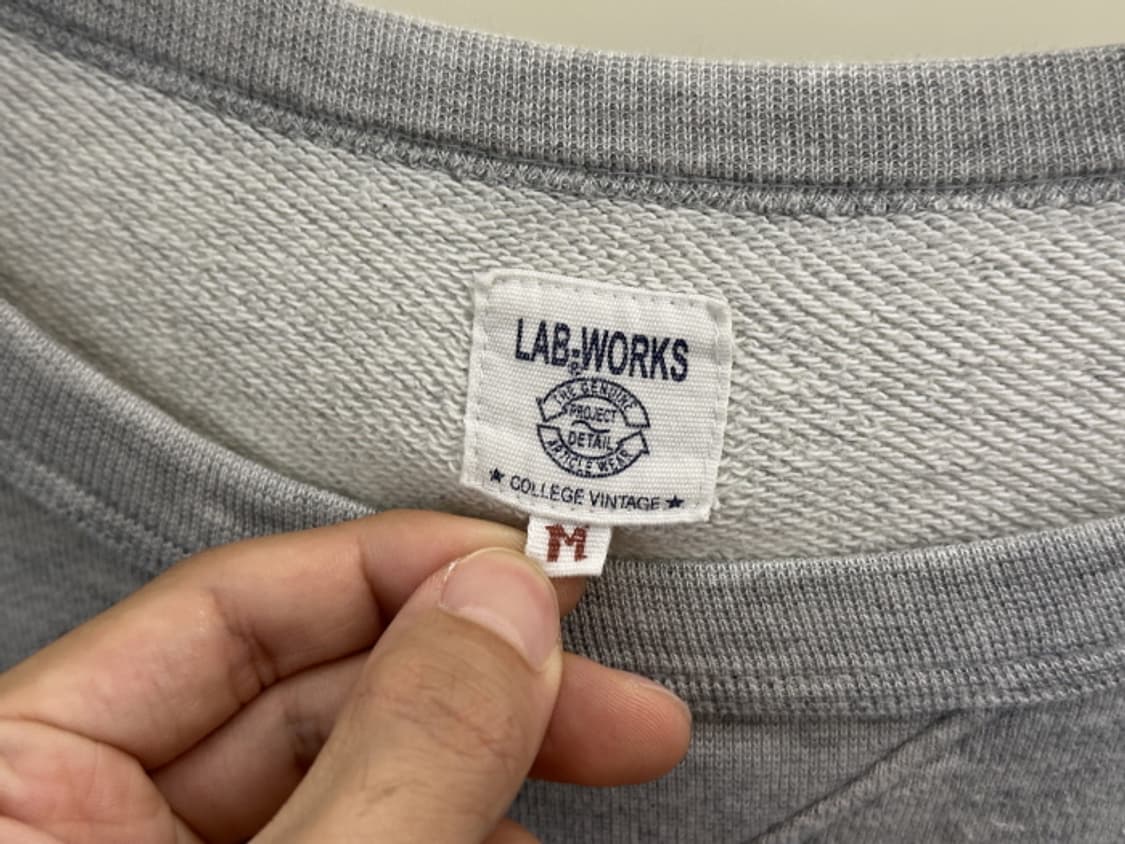 LAB-WORKS
®
THE GENUINE
PROJECT
DETAIL
ARTICLE WEAR
★ COLLEGE VINTAGE ★
M